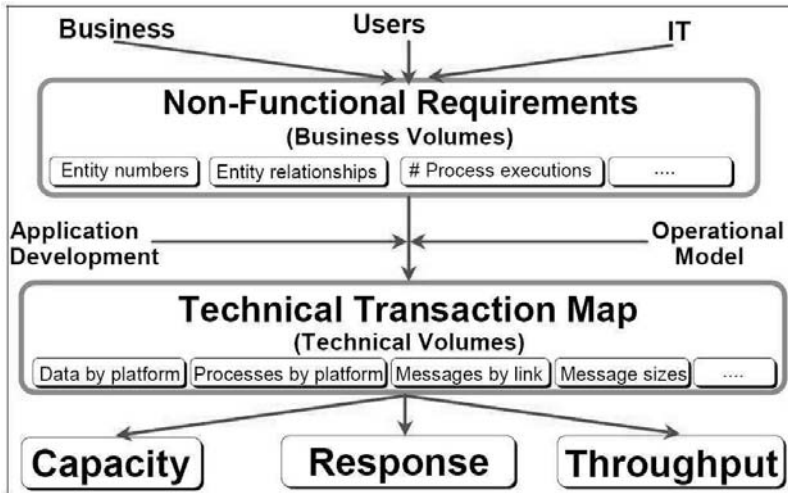 Business
Users
IT
Non-Functional Requirements
(Business Volumes)
Entity numbers
Entity relationships
# Process executions
....
Application
Development
Operational
Model
Technical Transaction Map
(Technical Volumes)
Data by platform
Processes by platform
Messages by link
Message sizes
....
Capacity
Response
Throughput